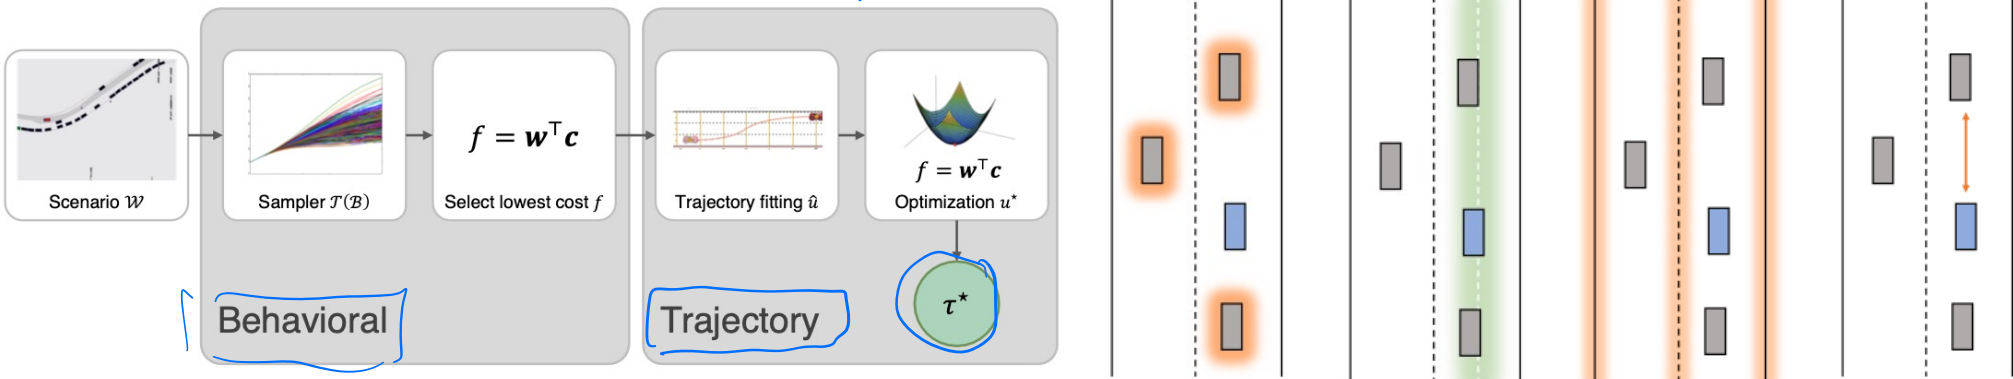 Scenario 𝒲
Sampler 𝒯(ℬ)
f = w⊤c
Select lowest cost f
Trajectory fitting û
f = w⊤c
Optimization u⋆
Behavioral
Trajectory
τ⋆